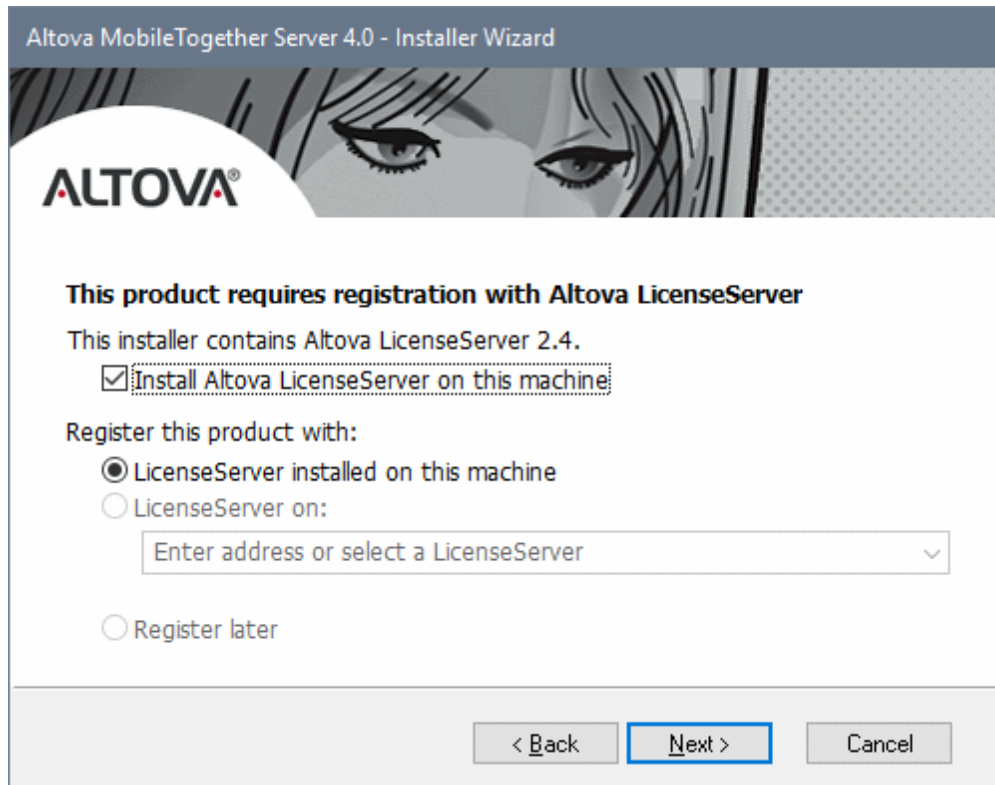 Altova MobileTogether Server 4.0 - Installer Wizard
ALTOVA®
This product requires registration with Altova LicenseServer
This installer contains Altova LicenseServer 2.4.
Install Altova LicenseServer on this machine
Register this product with:
LicenseServer installed on this machine
LicenseServer on:
Enter address or select a LicenseServer
Register later
< Back Next > Cancel